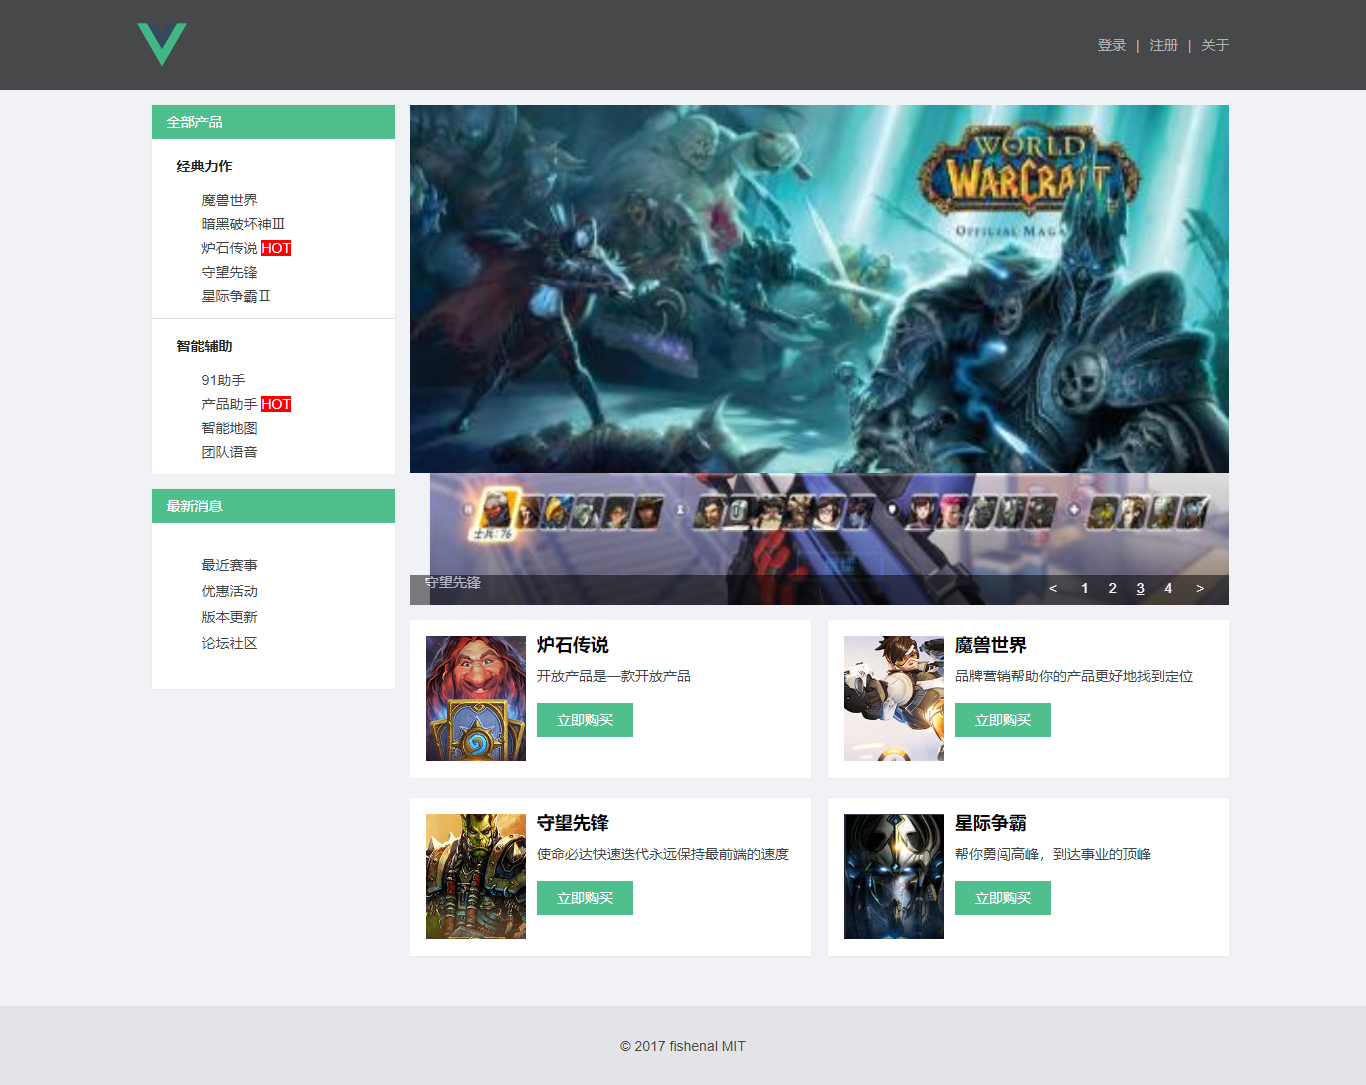 登录 | 注册 | 关于
全部产品
经典力作
魔兽世界
暗黑破坏神Ⅲ
炉石传说 HOT
守望先锋
星际争霸Ⅱ
智能辅助
91助手
产品助手 HOT
智能地图
团队语音
最新消息
最近赛事
优惠活动
版本更新
论坛社区
WORLD
WARCRAFT
OFFICIAL MAGA
士兵:76
守望先锋
< 1 2 3 4 >
炉石传说
开放产品是一款开放产品
立即购买
魔兽世界
品牌营销帮助你的产品更好地找到定位
立即购买
守望先锋
使命必达快速迭代永远保持最前端的速度
立即购买
星际争霸
帮你勇闯高峰，到达事业的顶峰
立即购买
© 2017 fishenal MIT